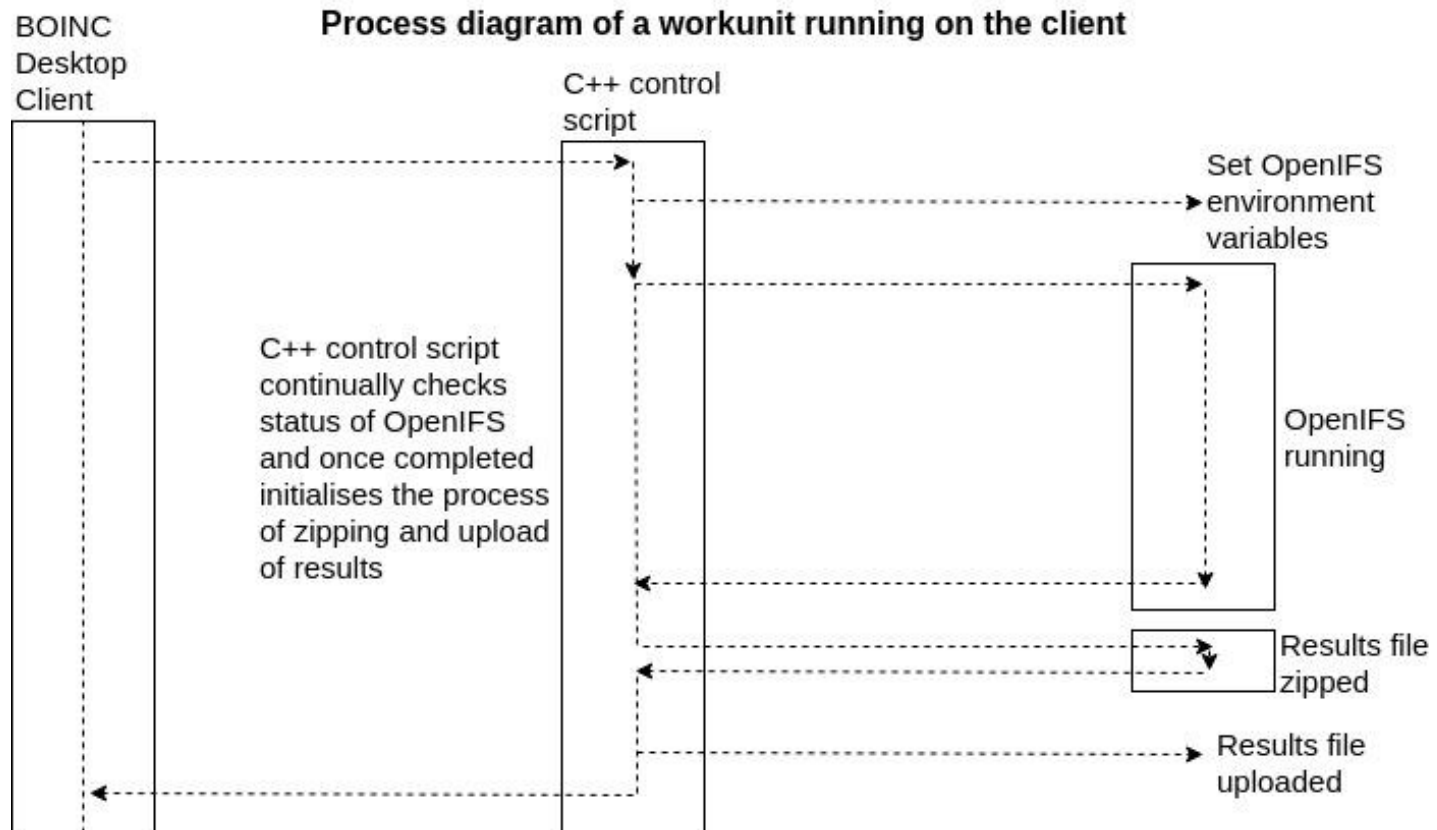 Process diagram of a workunit running on the client
BOINC
Desktop
Client
C++ control
script
Set OpenIFS
environment
variables
C++ control script
continually checks
status of OpenIFS
and once completed
initialises the process
of zipping and upload
of results
OpenIFS
running
Results file
zipped
Results file
uploaded